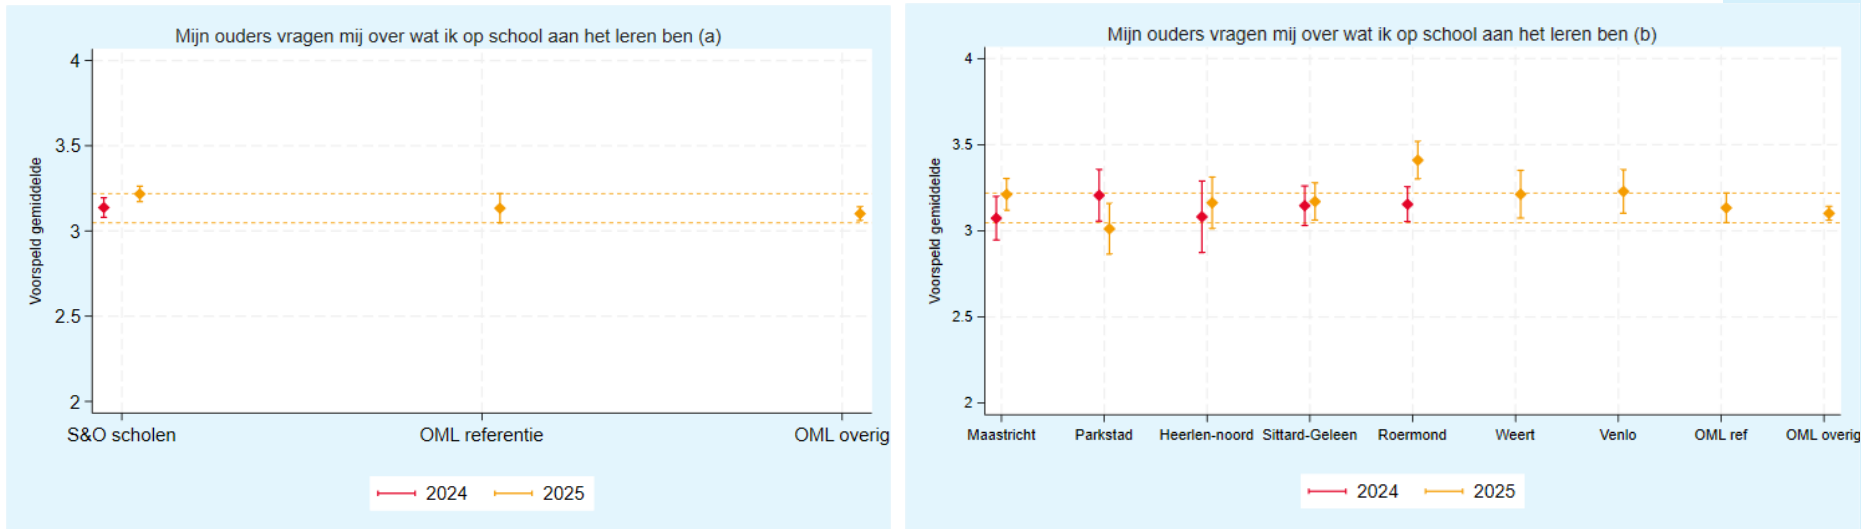 Mijn ouders vragen mij over wat ik op school aan het leren ben (a)
4
3.5
3
2.5
2
Voorspeld gemiddelde
S&O scholen OML referentie OML overig
2024 2025
Mijn ouders vragen mij over wat ik op school aan het leren ben (b)
4
3.5
3
2.5
2
Voorspeld gemiddelde
Maastricht Parkstad Heerlen-noord Sittard-Geleen Roermond Weert Venlo OML ref OML overig
2024 2025